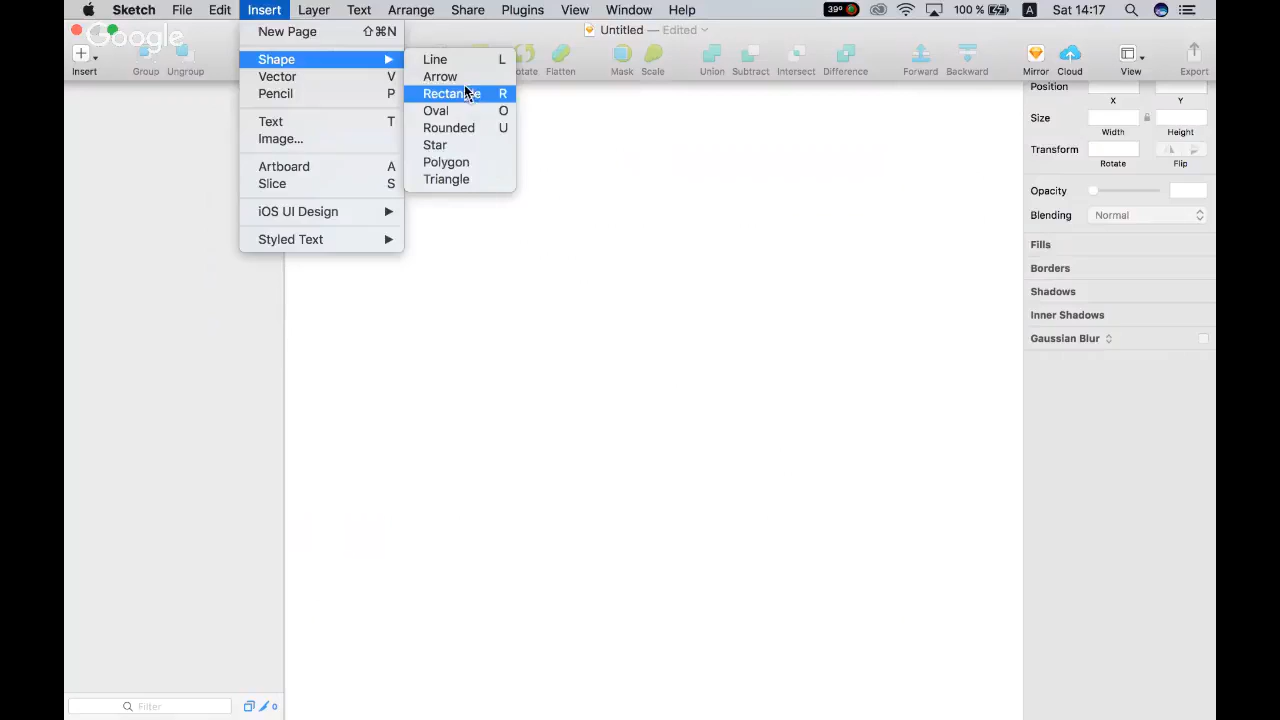 Sketch File Edit Insert Layer Text Arrange Share Plugins View Window Help 39° 100 % A Sat 14:17
Google
Untitled — Edited
Insert Group Ungroup Flatten Mask Scale Union Subtract Intersect Difference Forward Backward Mirror Cloud View Export
New Page ⇧⌘N
Shape ▶
Vector V
Pencil P
Text T
Image...
Artboard A
Slice S
iOS UI Design ▶
Styled Text ▶
Line L
Arrow
Rectangle R
Oval O
Rounded U
Star
Polygon
Triangle
Position
X Y
Size
Width Height
Transform
Rotate Flip
Opacity
Blending Normal
Fills
Borders
Shadows
Inner Shadows
Gaussian Blur
Filter 0